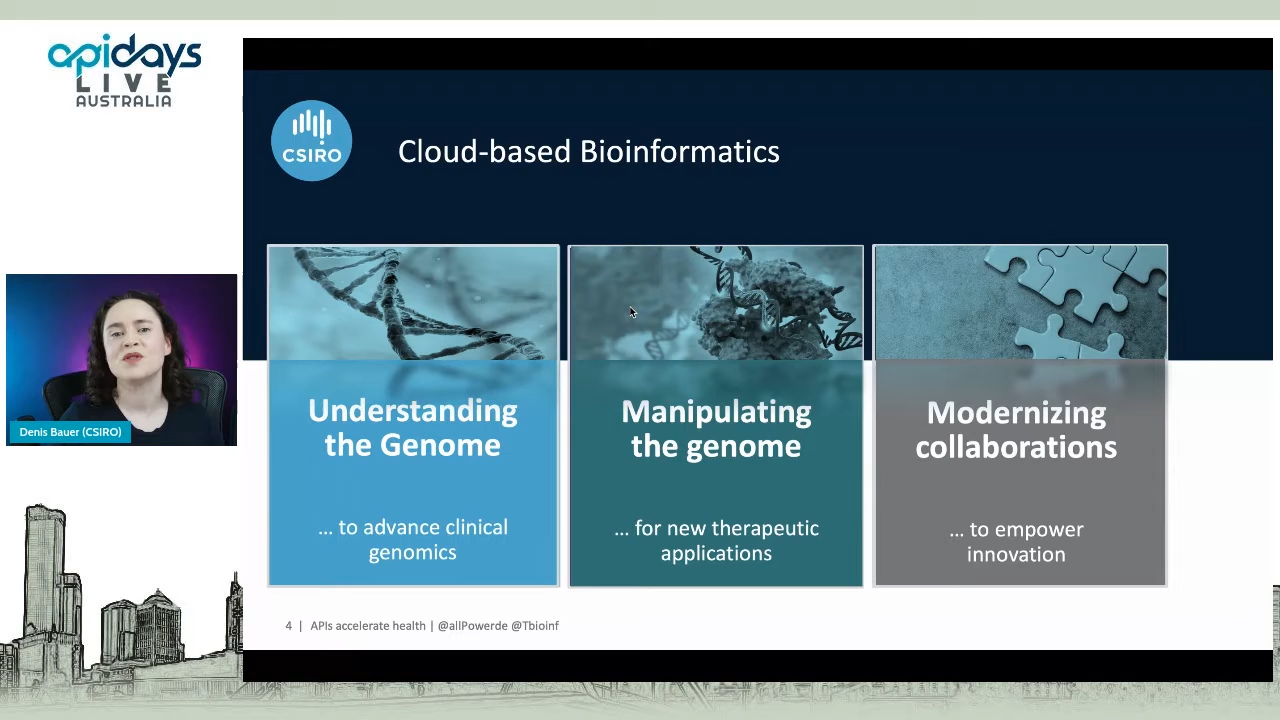 apidays
LIVE
AUSTRALIA
CSIRO
Cloud-based Bioinformatics
Understanding
the Genome
... to advance clinical
genomics
Manipulating
the genome
... for new therapeutic
applications
Modernizing
collaborations
... to empower
innovation
Denis Bauer (CSIRO)
4 | APIs accelerate health | @allPowerde @Tbioinf